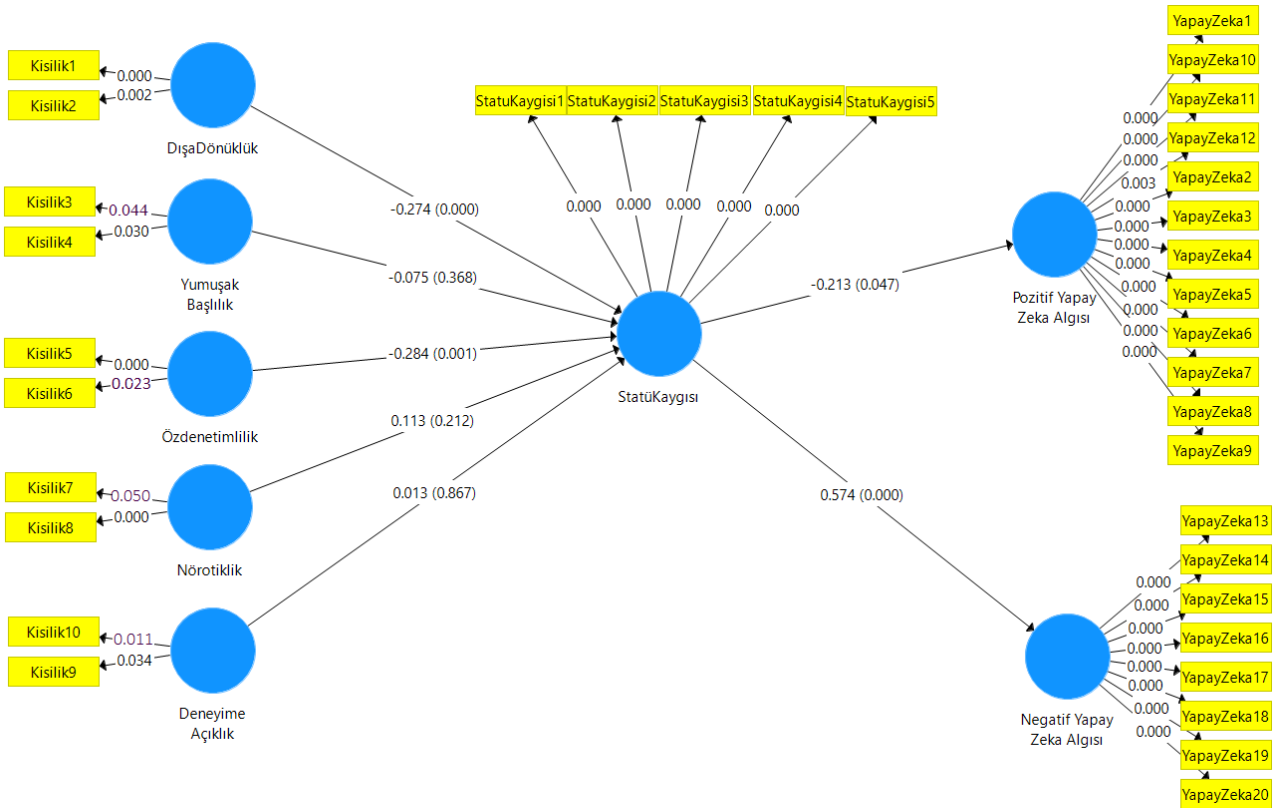 Kisilik1
Kisilik2
0.000
0.002
DışaDönüklük
Kisilik3
Kisilik4
0.044
0.030
Yumuşak
Başlılık
Kisilik5
Kisilik6
0.000
0.023
Özdenetimlilik
Kisilik7
Kisilik8
0.050
0.000
Nörotiklik
Kisilik10
Kisilik9
0.011
0.034
Deneyime
Açıklık
-0.274 (0.000)
-0.075 (0.368)
-0.284 (0.001)
0.113 (0.212)
0.013 (0.867)
StatuKaygisi1
StatuKaygisi2
StatuKaygisi3
StatuKaygisi4
StatuKaygisi5
0.000
0.000
0.000
0.000
0.000
StatüKaygısı
-0.213 (0.047)
0.574 (0.000)
Pozitif Yapay
Zeka Algısı
0.000
0.000
0.000
0.003
0.000
0.000
0.000
0.000
0.000
0.000
0.000
0.000
YapayZeka1
YapayZeka10
YapayZeka11
YapayZeka12
YapayZeka2
YapayZeka3
YapayZeka4
YapayZeka5
YapayZeka6
YapayZeka7
YapayZeka8
YapayZeka9
Negatif Yapay
Zeka Algısı
0.000
0.000
0.000
0.000
0.000
0.000
0.000
0.000
YapayZeka13
YapayZeka14
YapayZeka15
YapayZeka16
YapayZeka17
YapayZeka18
YapayZeka19
YapayZeka20